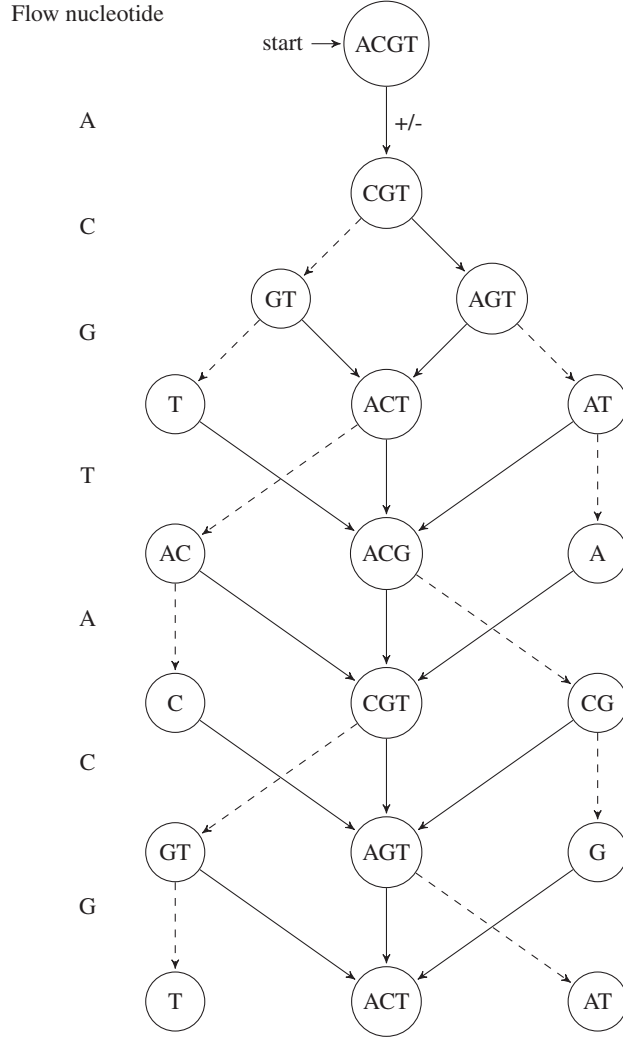 Flow nucleotide
start
ACGT
A
+/-
CGT
C
GT
AGT
G
T
ACT
AT
T
AC
ACG
A
A
C
CGT
CG
C
GT
AGT
G
G
T
ACT
AT